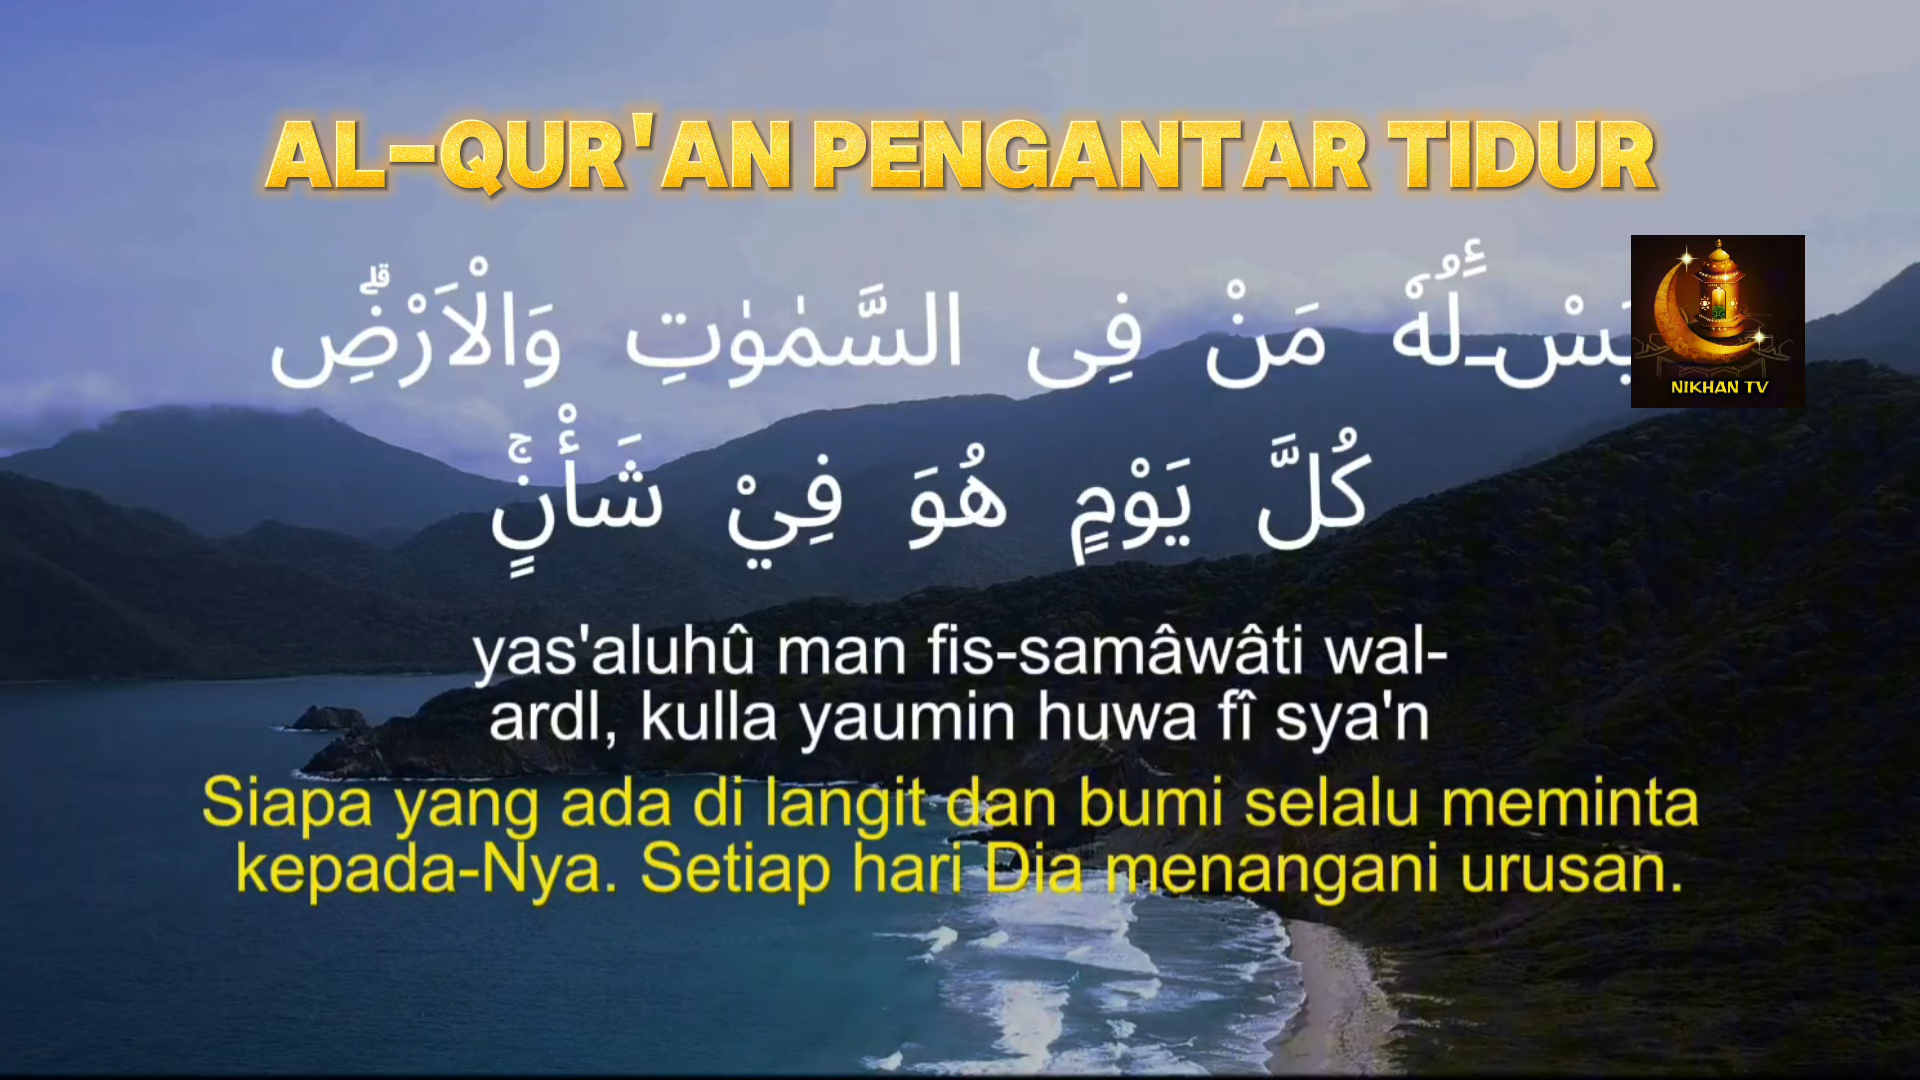 AL-QUR'AN PENGANTAR TIDUR
يَسْـَٔلُهٗ مَنْ فِى السَّمٰوٰتِ وَالْاَرْضِۗ
NIKHAN TV
كُلَّ يَوْمٍ هُوَ فِيْ شَأْنٍۚ
yas'aluhû man fis-samâwâti wal-
ardl, kulla yaumin huwa fî sya'n
Siapa yang ada di langit dan bumi selalu meminta
kepada-Nya. Setiap hari Dia menangani urusan.